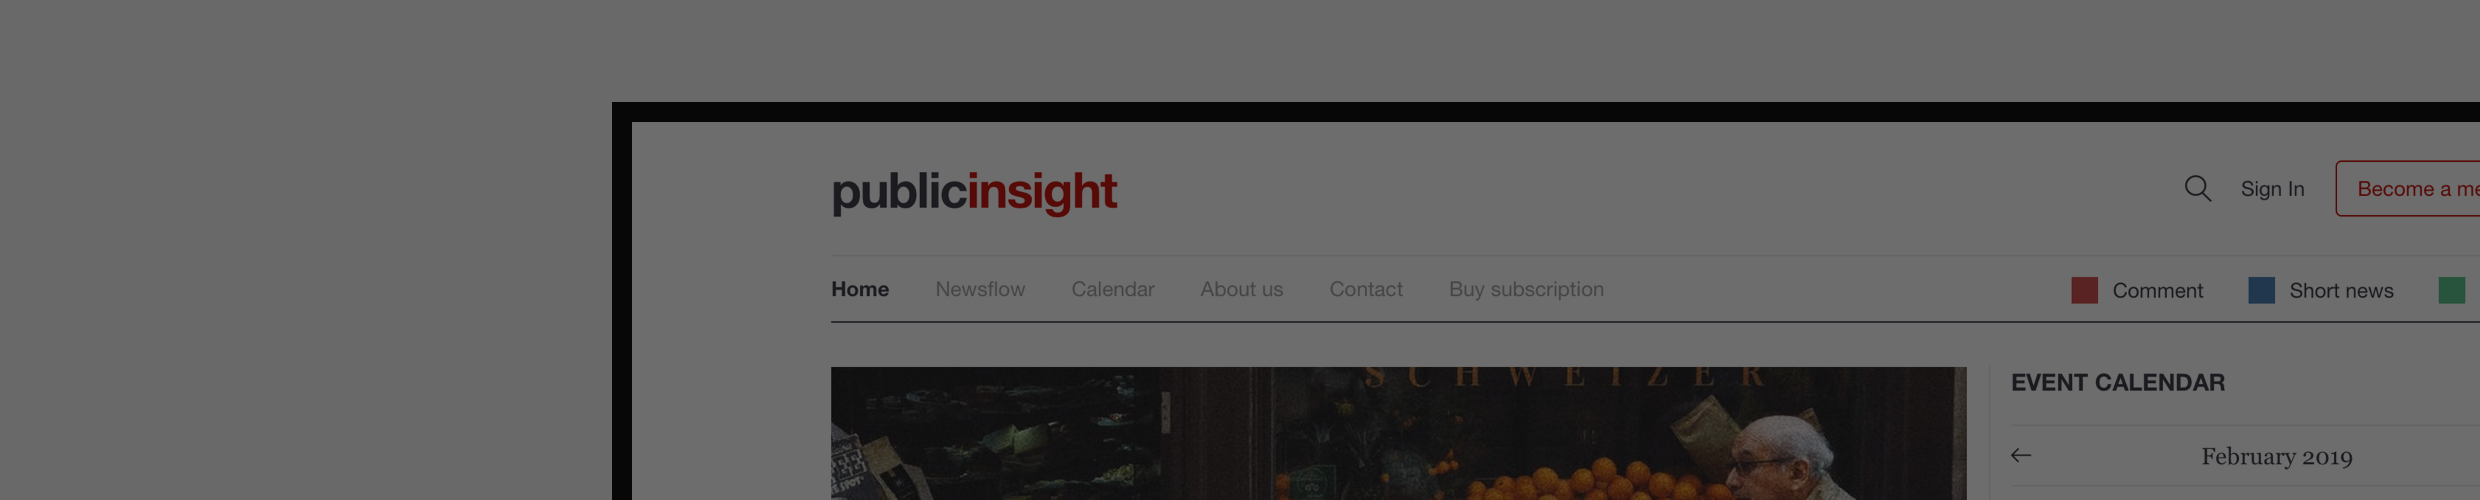 publicinsight
Sign In
Become a me
Home Newsflow Calendar About us Contact Buy subscription
Comment Short news
SCHWEIZER
EVENT CALENDAR
February 2019